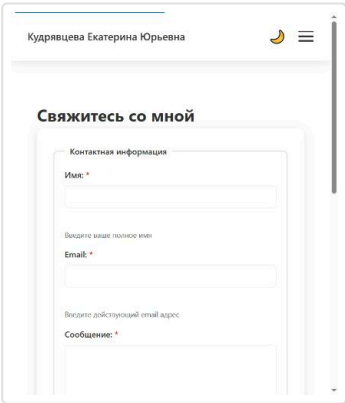 Кудрявцева Екатерина Юрьевна
Свяжитесь со мной
Контактная информация
Имя: *
Введите ваше полное имя
Email: *
Введите действующий email адрес
Сообщение: *